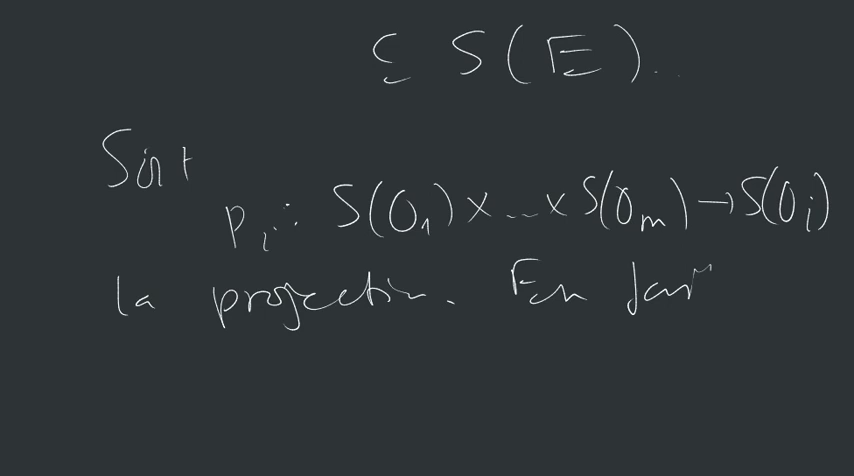 ⊆ S(E)..
Soit
p_i : S(O_1) × ... × S(O_m) → S(O_i)
la projection. En